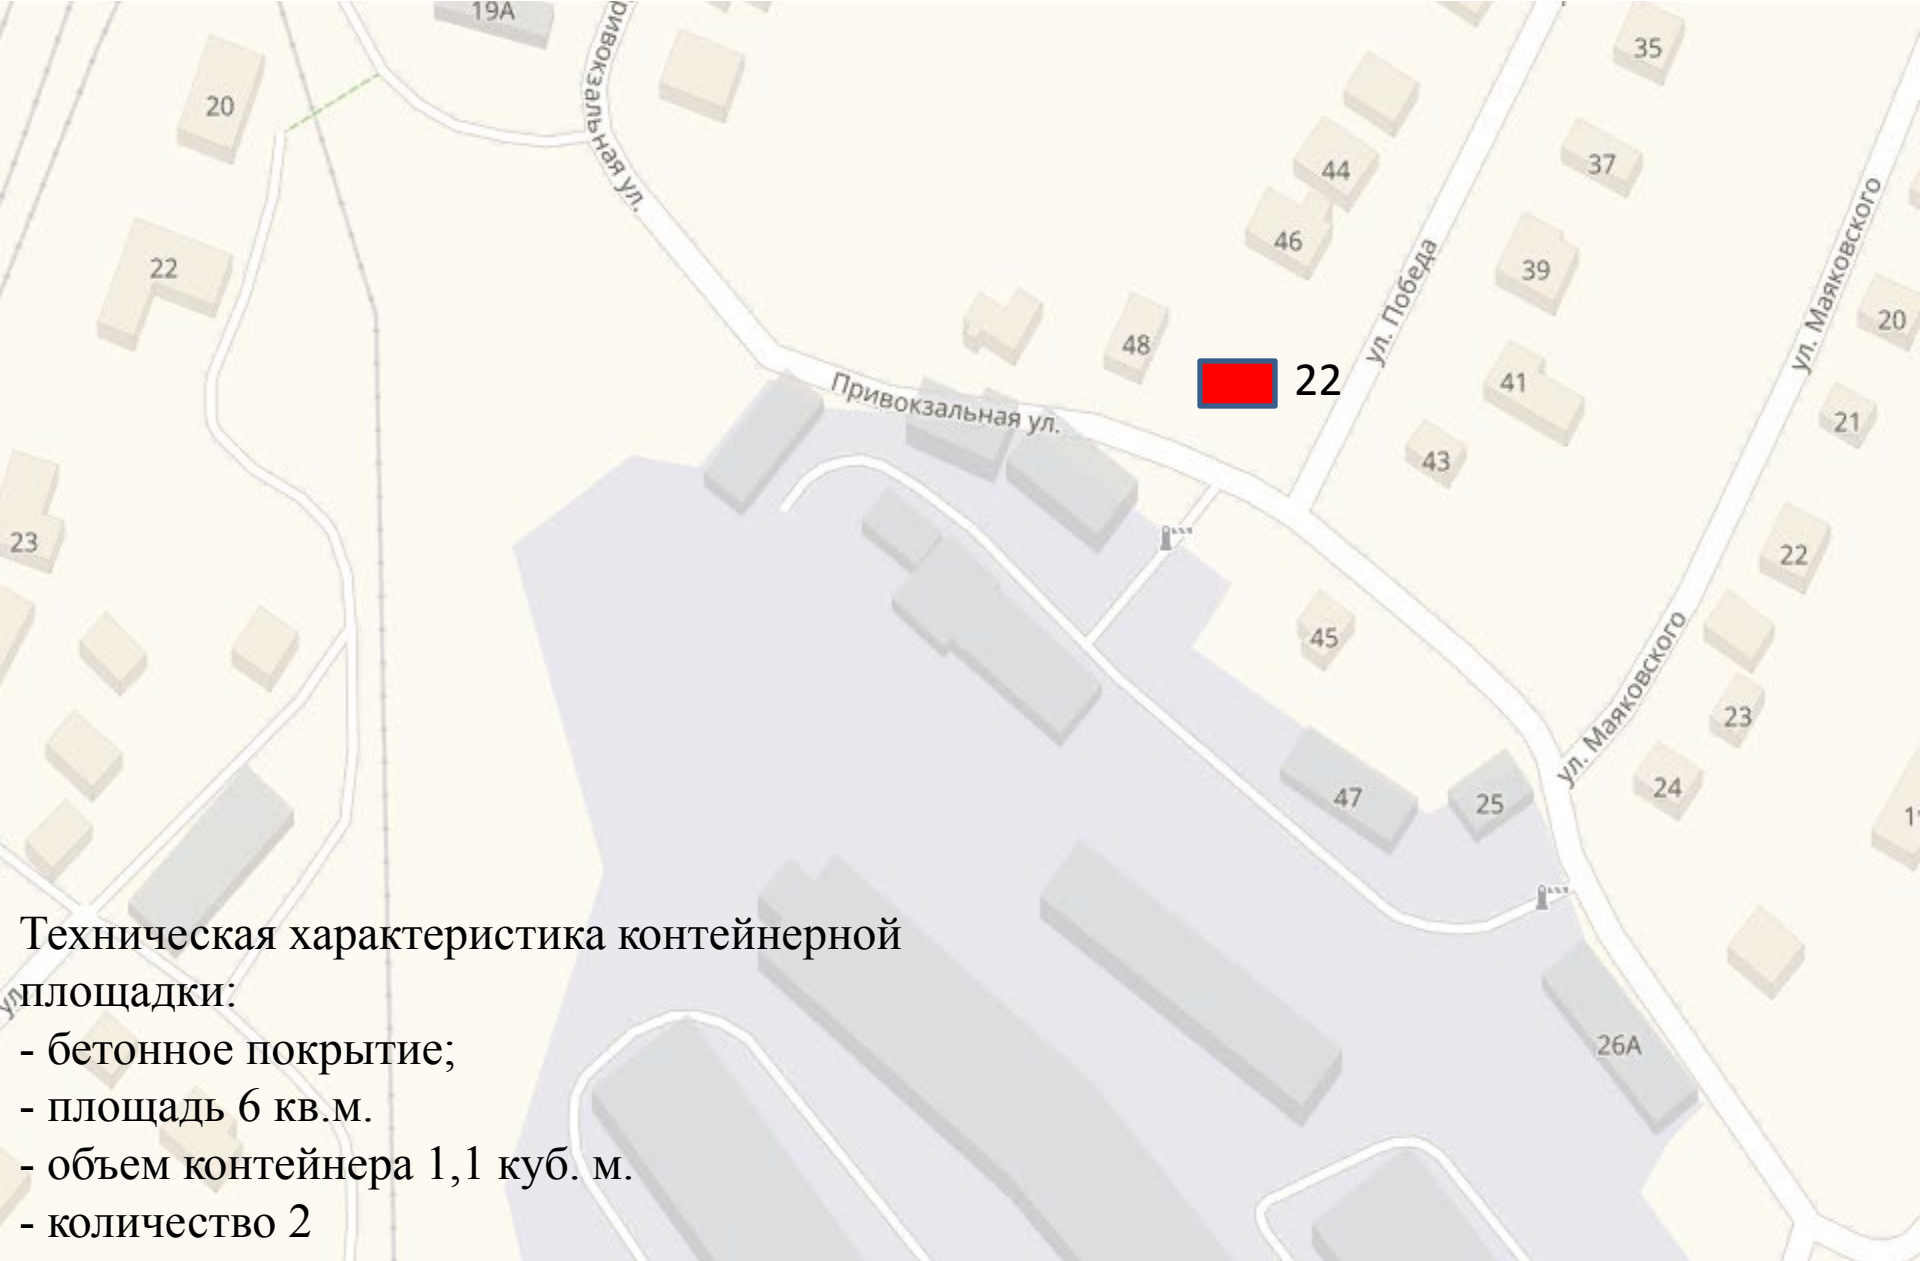 19А
Привокзальная ул.
35
20
44
37
46
ул. Победа
ул. Маяковского
22
39
20
48
22
41
Привокзальная ул.
21
43
23
22
45
ул. Маяковского
23
24
47
25
26А
Техническая характеристика контейнерной
площадки:
- бетонное покрытие;
- площадь 6 кв.м.
- объем контейнера 1,1 куб. м.
- количество 2
ул.